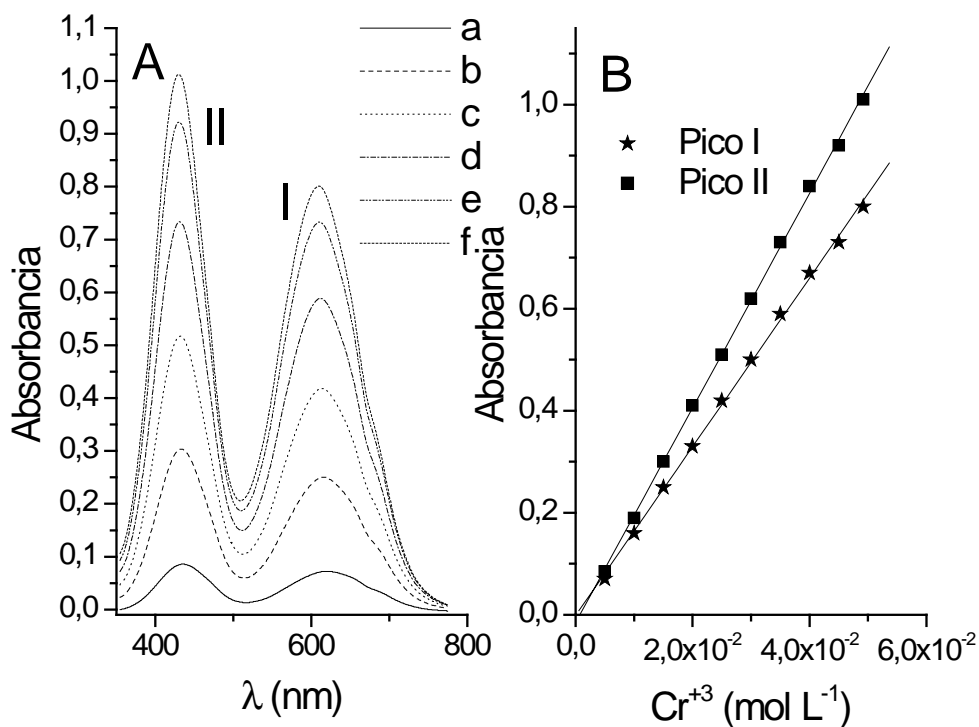 A
II
I
a
b
c
d
e
f
1,1
1,0
0,9
0,8
0,7
0,6
0,5
0,4
0,3
0,2
0,1
0,0
Absorbancia
400
600
800
λ (nm)
B
Pico I
Pico II
1,0
0,8
0,6
0,4
0,2
0,0
Absorbancia
0,0
2,0x10⁻²
4,0x10⁻²
6,0x10⁻²
Cr⁺³ (mol L⁻¹)